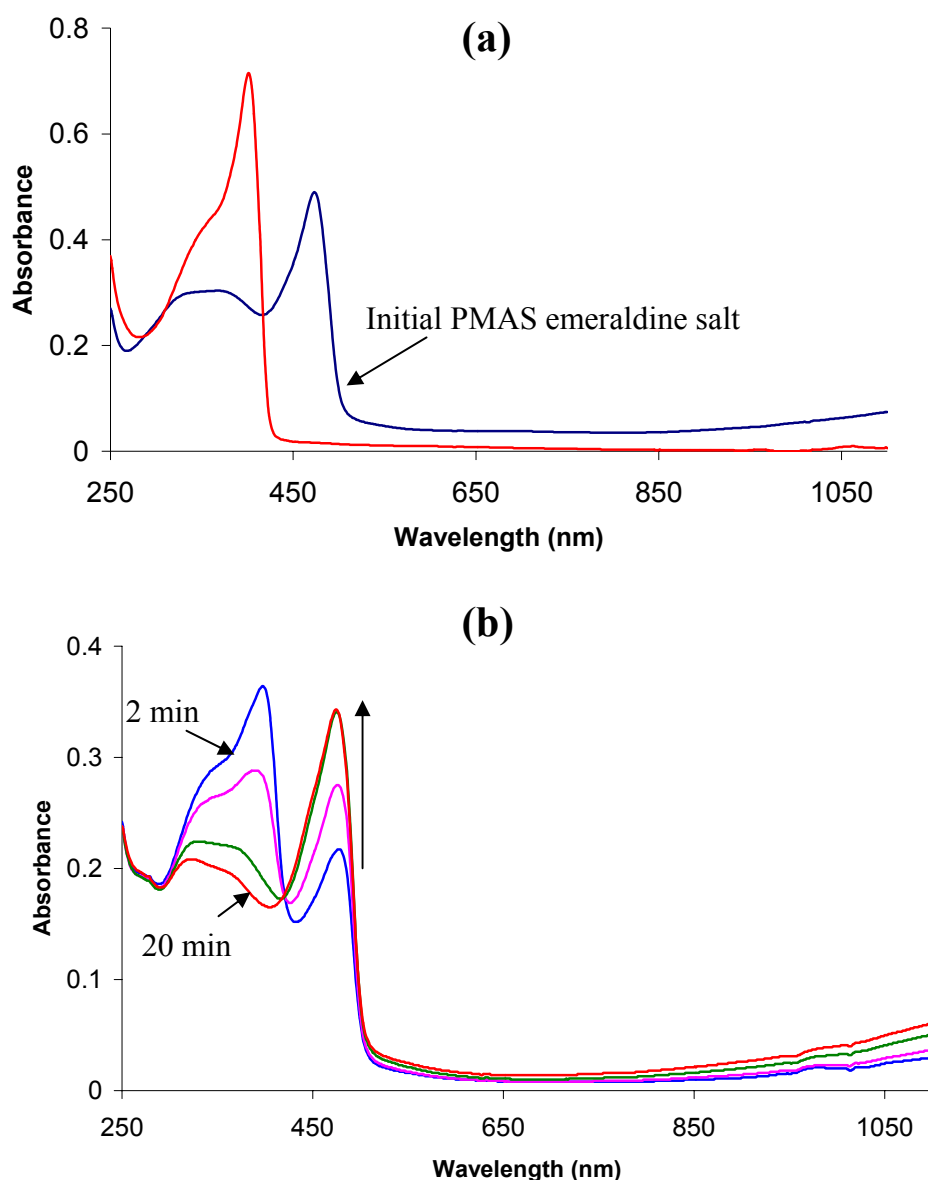 (a)
0.8
0.6
0.4
0.2
0
Absorbance
Initial PMAS emeraldine salt
250 450 650 850 1050
Wavelength (nm)
(b)
0.4
0.3
0.2
0.1
0
Absorbance
2 min
20 min
250 450 650 850 1050
Wavelength (nm)